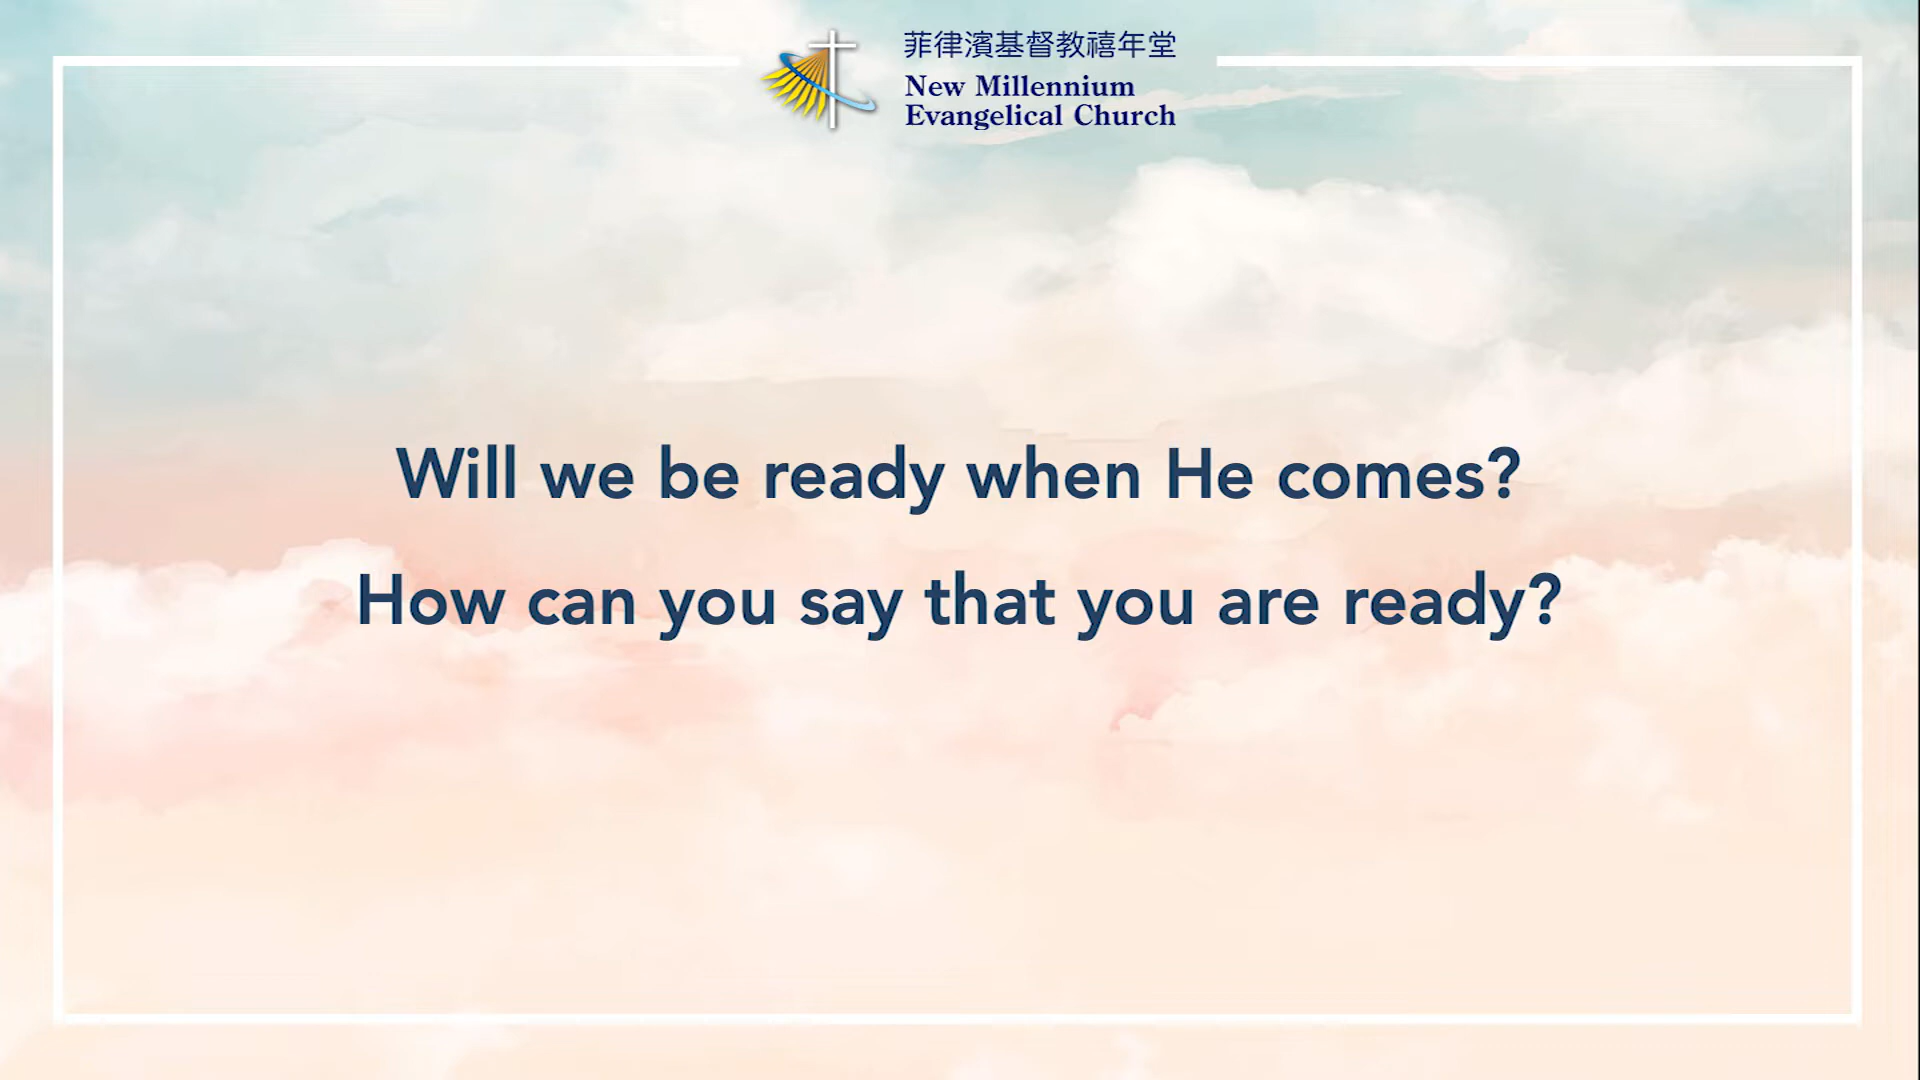 菲律濱基督教禧年堂
New Millennium
Evangelical Church
Will we be ready when He comes?
How can you say that you are ready?